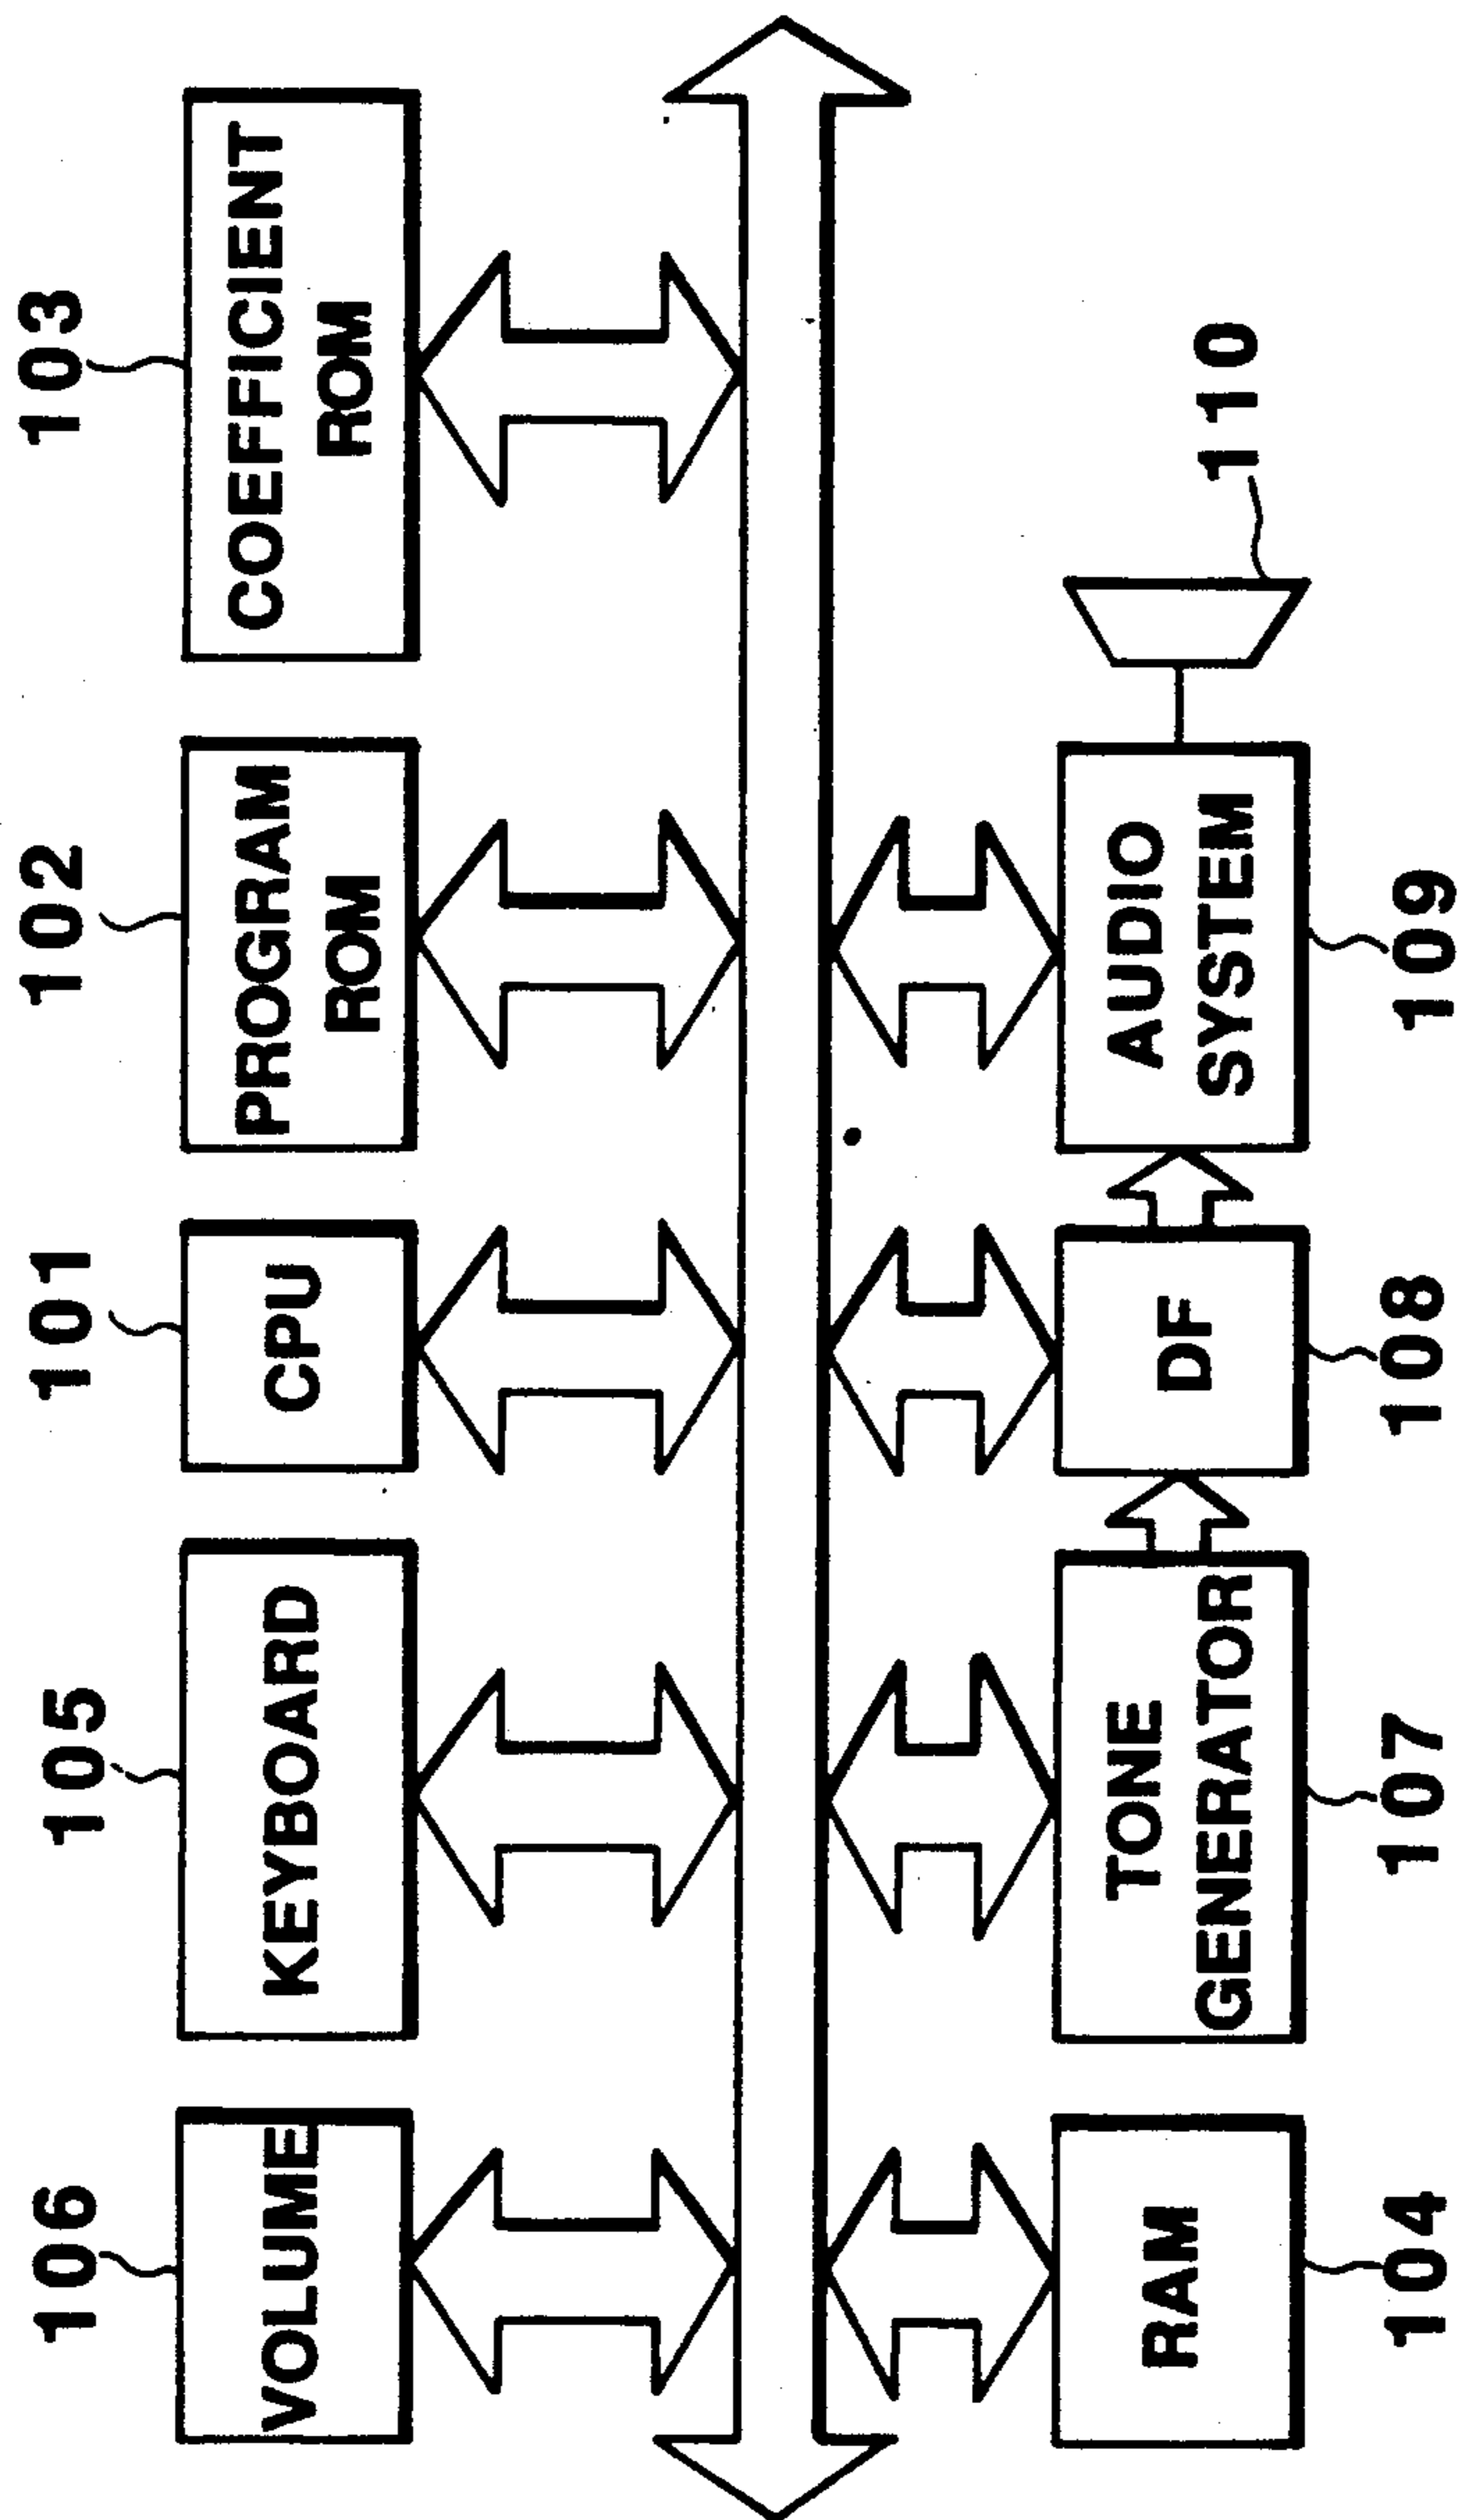 106
105
101
102
103
VOLUME
KEYBOARD
CPU
PROGRAM
ROM
COEFFICIENT
ROM
RAM
TONE
GENERATOR
DF
AUDIO
SYSTEM
110
104
107
108
109